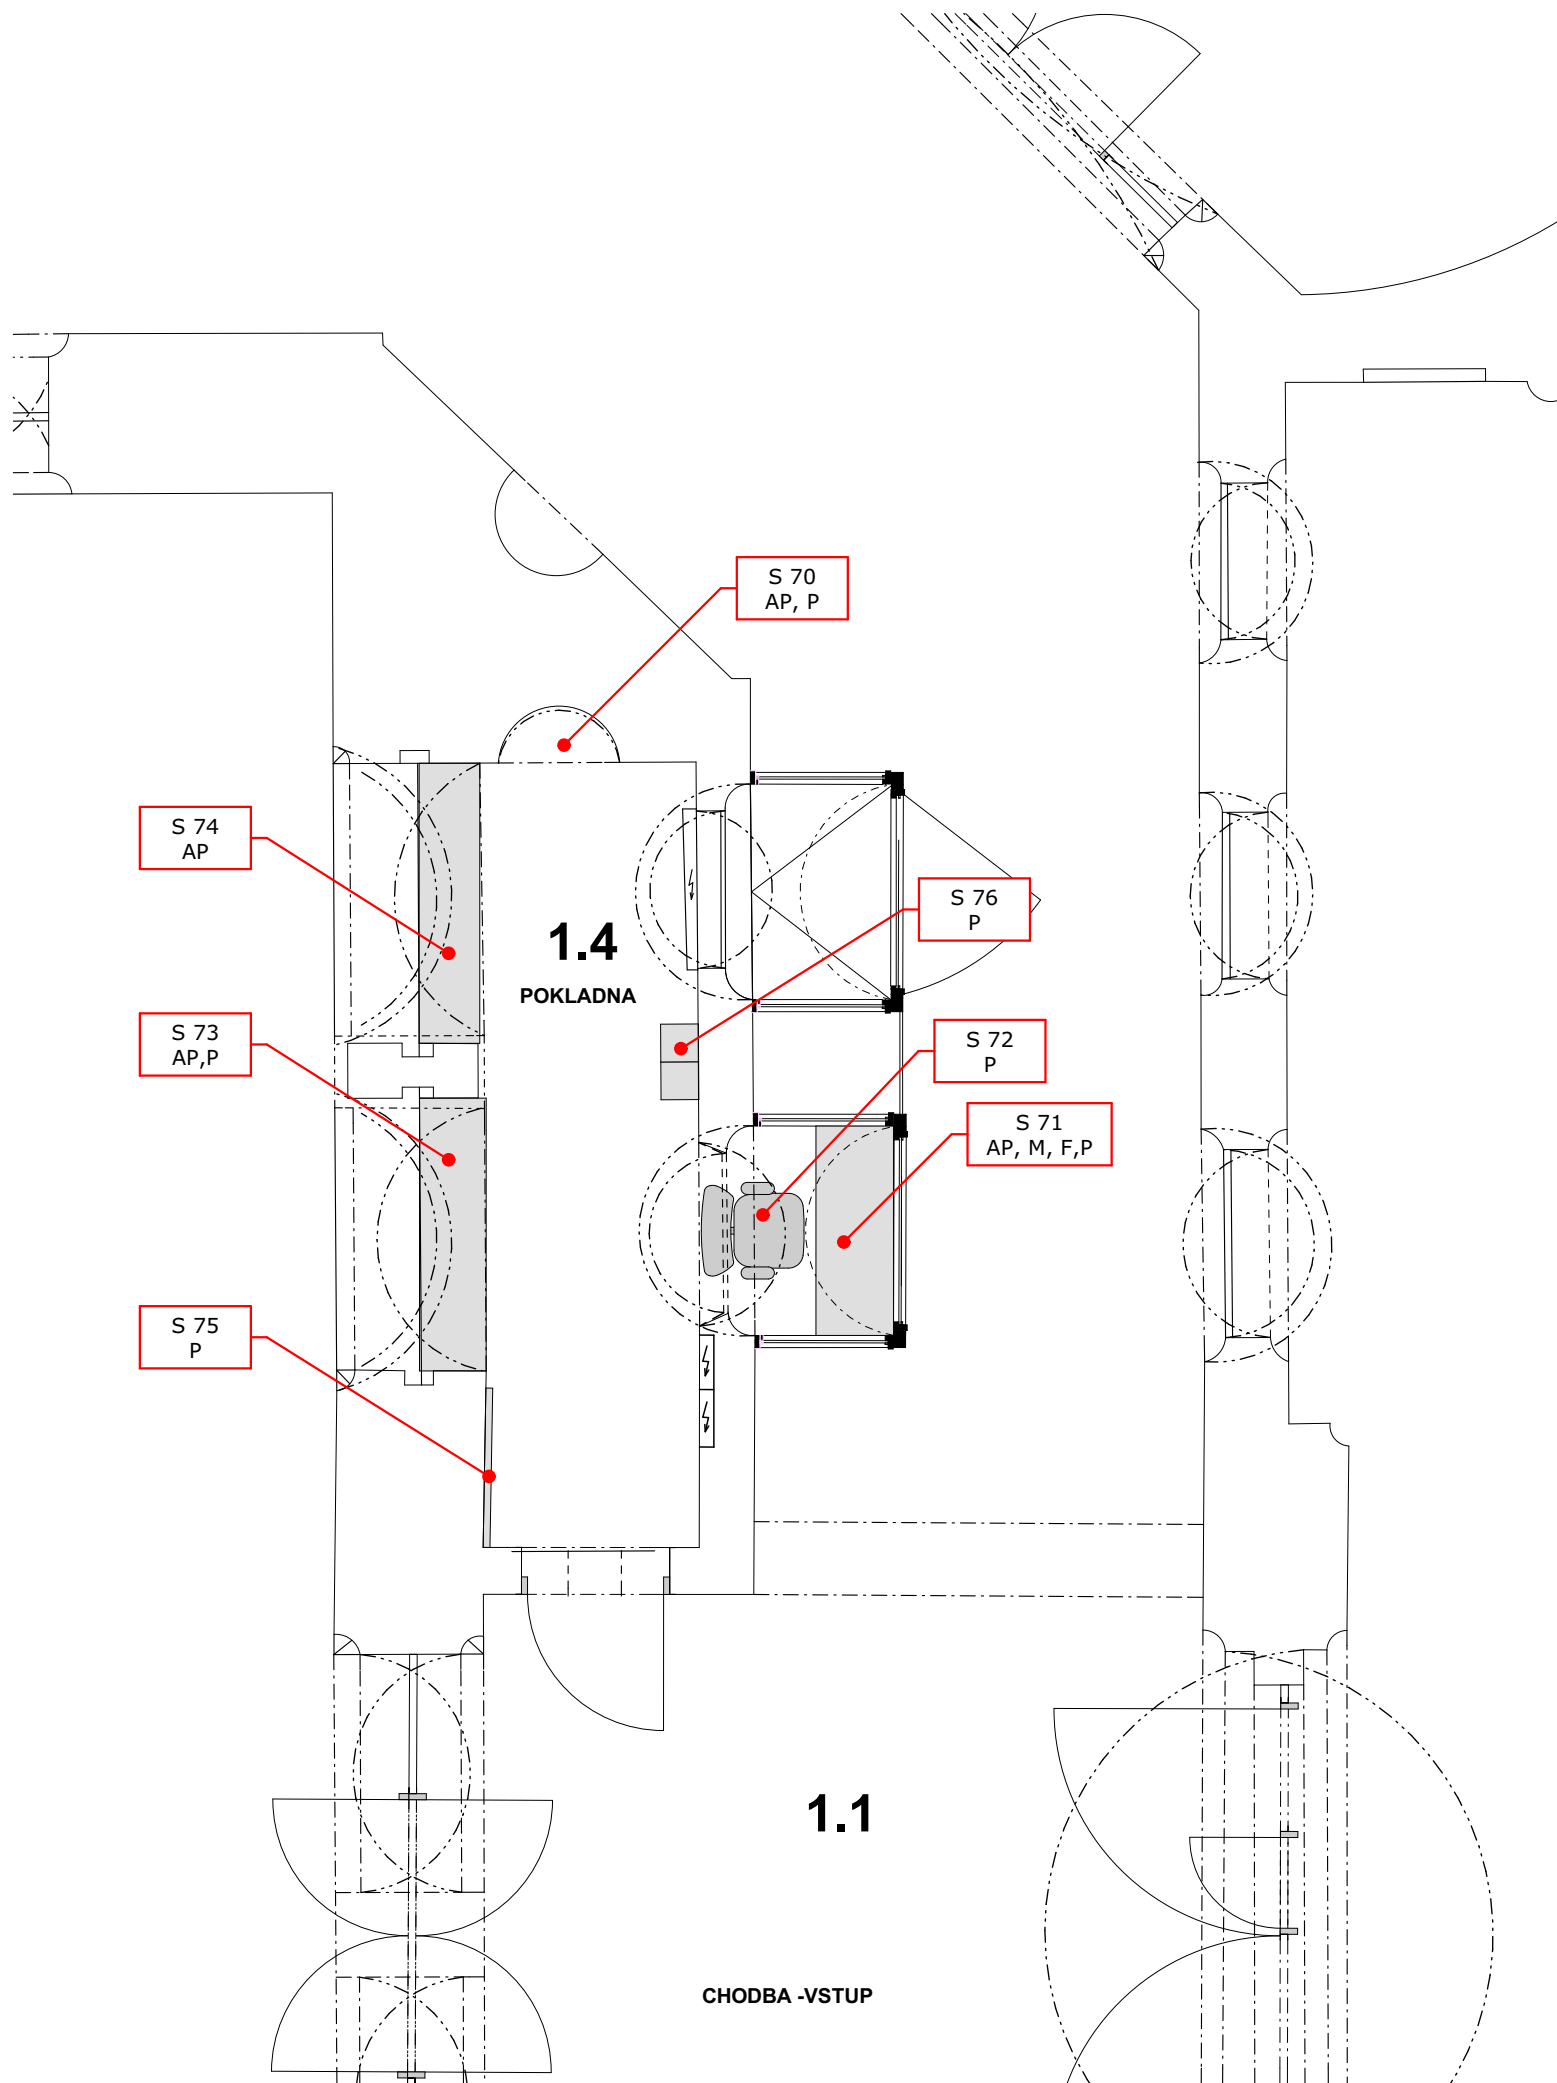 S 70
AP, P
S 74
AP
S 76
P
1.4
POKLADNA
S 73
AP,P
S 72
P
S 71
AP, M, F,P
S 75
P
1.1
CHODBA -VSTUP